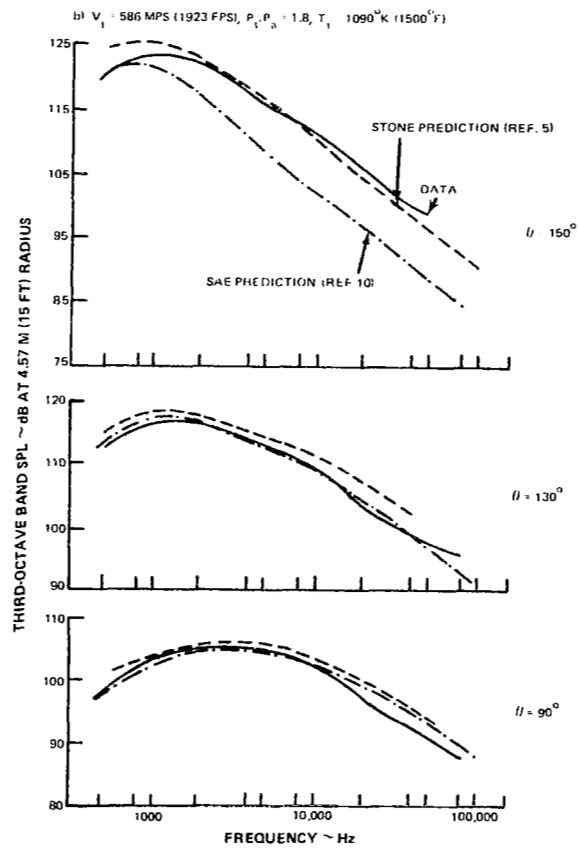 b) V_j = 586 MPS (1923 FPS), P_t/P_a = 1.8, T_t 1090°K (1500°F)
THIRD-OCTAVE BAND SPL ~ dB AT 4.57 M (15 FT) RADIUS
125
115
105
95
85
75
STONE PREDICTION (REF. 5)
DATA
SAE PREDICTION (REF 10)
θ = 150°
120
110
100
90
θ = 130°
110
100
90
80
θ = 90°
1000
10,000
100,000
FREQUENCY ~ Hz